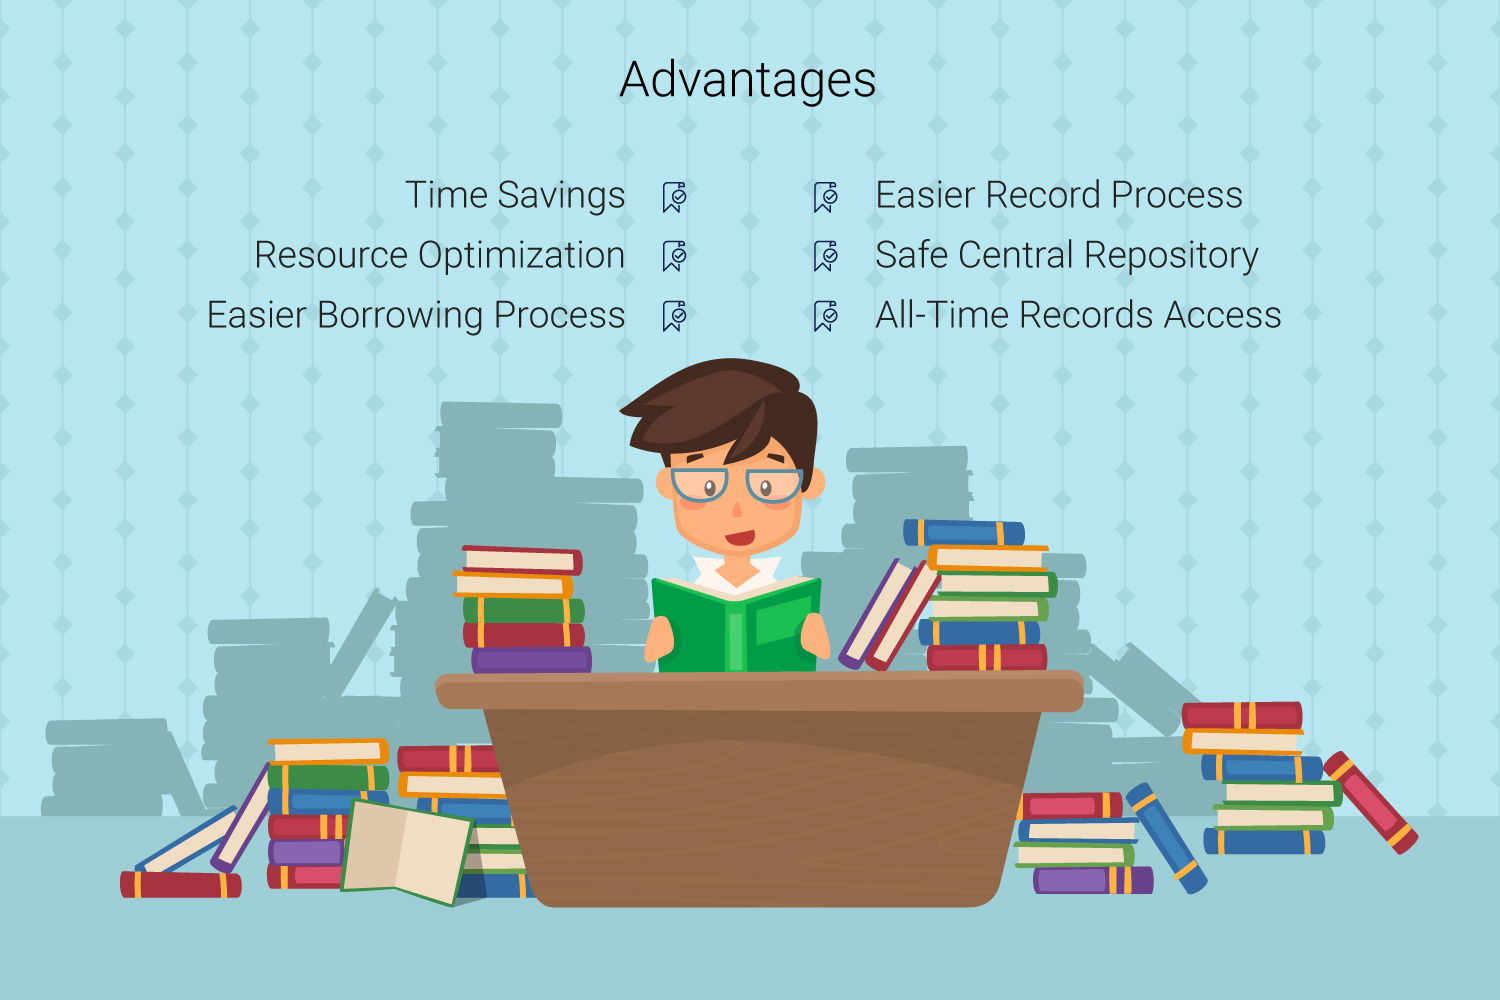 Advantages
Time Savings
Resource Optimization
Easier Borrowing Process
Easier Record Process
Safe Central Repository
All-Time Records Access